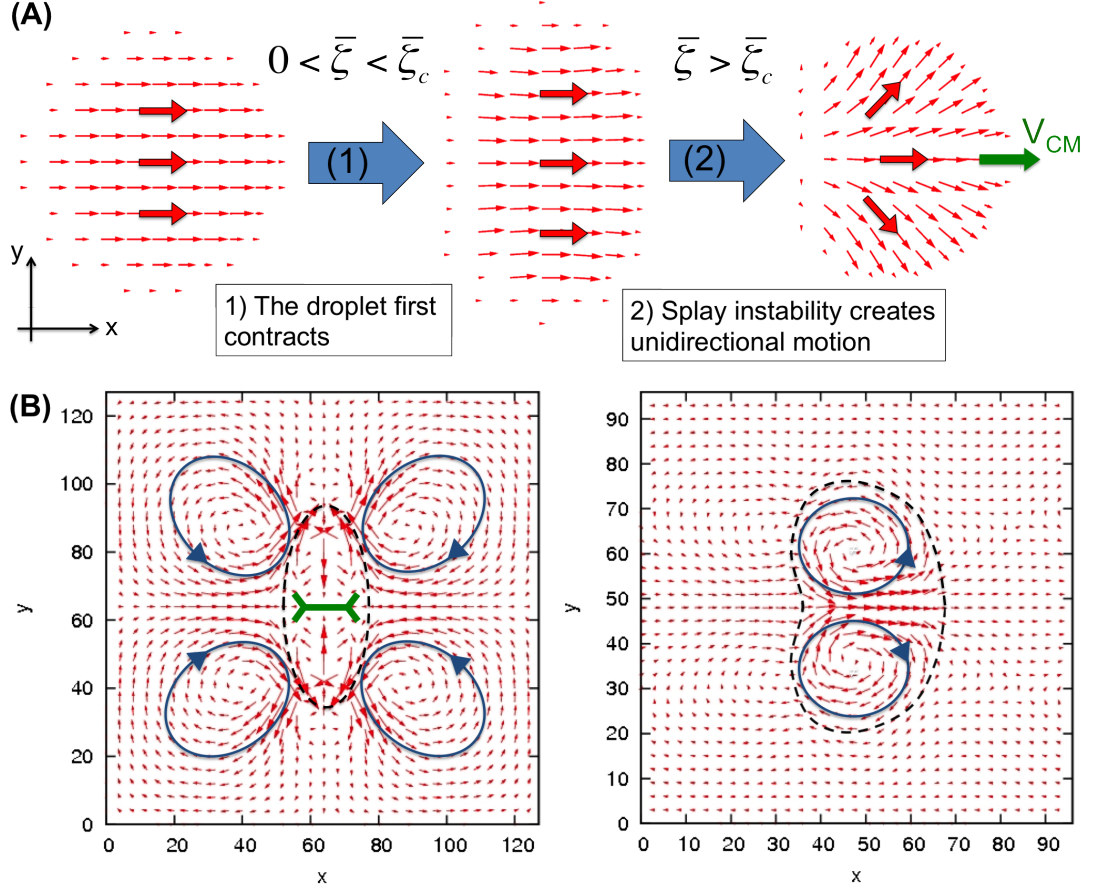 (A)
0 < ζ̄ < ζ̄c
ζ̄ > ζ̄c
(1)
(2)
VCM
y
x
1) The droplet first
contracts
2) Splay instability creates
unidirectional motion
(B)
120
100
80
60
40
20
0
y
0 20 40 60 80 100 120
x
90
80
70
60
50
40
30
20
10
0
y
0 10 20 30 40 50 60 70 80 90
x